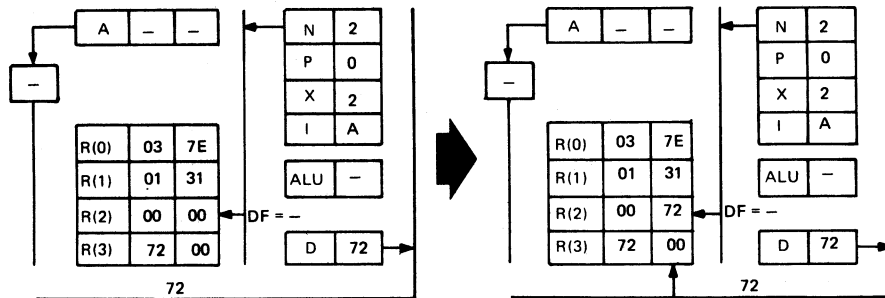 A – –
N 2
P 0
X 2
I A
–
R(0) 03 7E
R(1) 01 31
R(2) 00 00
R(3) 72 00
ALU –
DF = –
D 72
72
A – –
N 2
P 0
X 2
I A
–
R(0) 03 7E
R(1) 01 31
R(2) 00 72
R(3) 72 00
ALU –
DF = –
D 72
72